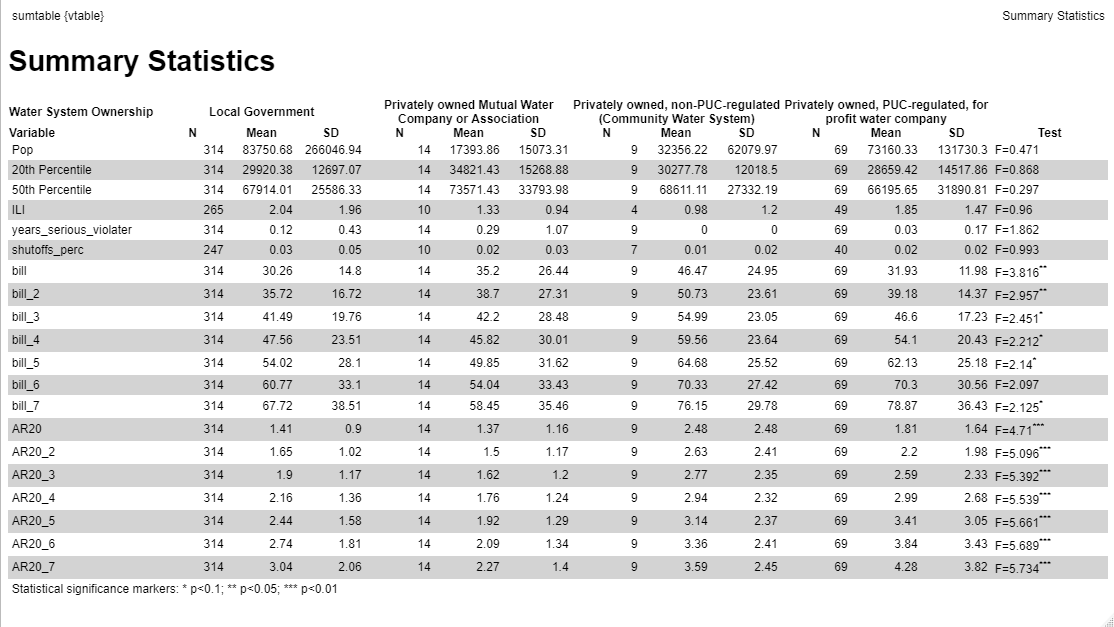 sumtable {vtable} Summary Statistics
Summary Statistics
Water System Ownership Local Government Privately owned Mutual Water Company or Association Privately owned, non-PUC-regulated (Community Water System) Privately owned, PUC-regulated, for profit water company
Variable N Mean SD N Mean SD N Mean SD N Mean SD Test
Pop 314 83750.68 266046.94 14 17393.86 15073.31 9 32356.22 62079.97 69 73160.33 131730.3 F=0.471
20th Percentile 314 29920.38 12697.07 14 34821.43 15268.88 9 30277.78 12018.5 69 28659.42 14517.86 F=0.868
50th Percentile 314 67914.01 25586.33 14 73571.43 33793.98 9 68611.11 27332.19 69 66195.65 31890.81 F=0.297
ILI 265 2.04 1.96 10 1.33 0.94 4 0.98 1.2 49 1.85 1.47 F=0.96
years_serious_violater 314 0.12 0.43 14 0.29 1.07 9 0 0 69 0.03 0.17 F=1.862
shutoffs_perc 247 0.03 0.05 10 0.02 0.03 7 0.01 0.02 40 0.02 0.02 F=0.993
bill 314 30.26 14.8 14 35.2 26.44 9 46.47 24.95 69 31.93 11.98 F=3.816**
bill_2 314 35.72 16.72 14 38.7 27.31 9 50.73 23.61 69 39.18 14.37 F=2.957**
bill_3 314 41.49 19.76 14 42.2 28.48 9 54.99 23.05 69 46.6 17.23 F=2.451*
bill_4 314 47.56 23.51 14 45.82 30.01 9 59.56 23.64 69 54.1 20.43 F=2.212*
bill_5 314 54.02 28.1 14 49.85 31.62 9 64.68 25.52 69 62.13 25.18 F=2.14*
bill_6 314 60.77 33.1 14 54.04 33.43 9 70.33 27.42 69 70.3 30.56 F=2.097
bill_7 314 67.72 38.51 14 58.45 35.46 9 76.15 29.78 69 78.87 36.43 F=2.125*
AR20 314 1.41 0.9 14 1.37 1.16 9 2.48 2.48 69 1.81 1.64 F=4.71***
AR20_2 314 1.65 1.02 14 1.5 1.17 9 2.63 2.41 69 2.2 1.98 F=5.096***
AR20_3 314 1.9 1.17 14 1.62 1.2 9 2.77 2.35 69 2.59 2.33 F=5.392***
AR20_4 314 2.16 1.36 14 1.76 1.24 9 2.94 2.32 69 2.99 2.68 F=5.539***
AR20_5 314 2.44 1.58 14 1.92 1.29 9 3.14 2.37 69 3.41 3.05 F=5.661***
AR20_6 314 2.74 1.81 14 2.09 1.34 9 3.36 2.41 69 3.84 3.43 F=5.689***
AR20_7 314 3.04 2.06 14 2.27 1.4 9 3.59 2.45 69 4.28 3.82 F=5.734***
Statistical significance markers: * p<0.1; ** p<0.05; *** p<0.01